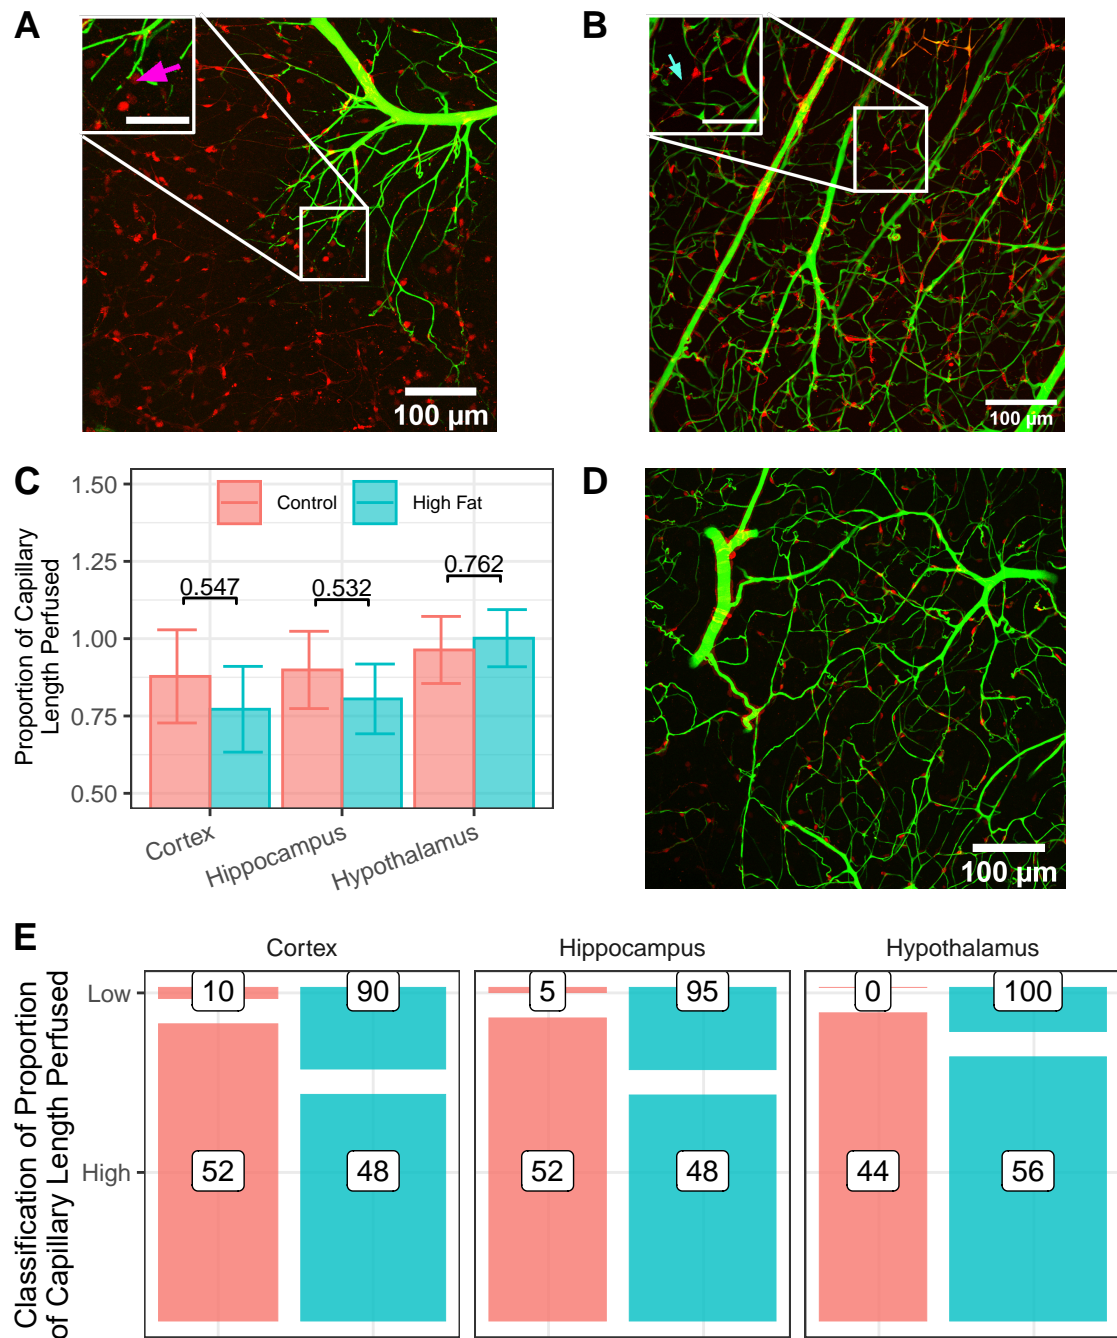 A
B
100 µm
100 µm
C
D
Proportion of Capillary
Length Perfused
1.50
1.25
1.00
0.75
0.50
Control
High Fat
0.547
0.532
0.762
Cortex
Hippocampus
Hypothalamus
100 µm
E
Classification of Proportion
of Capillary Length Perfused
Cortex
Hippocampus
Hypothalamus
Low
10
90
5
95
0
100
High
52
48
52
48
44
56